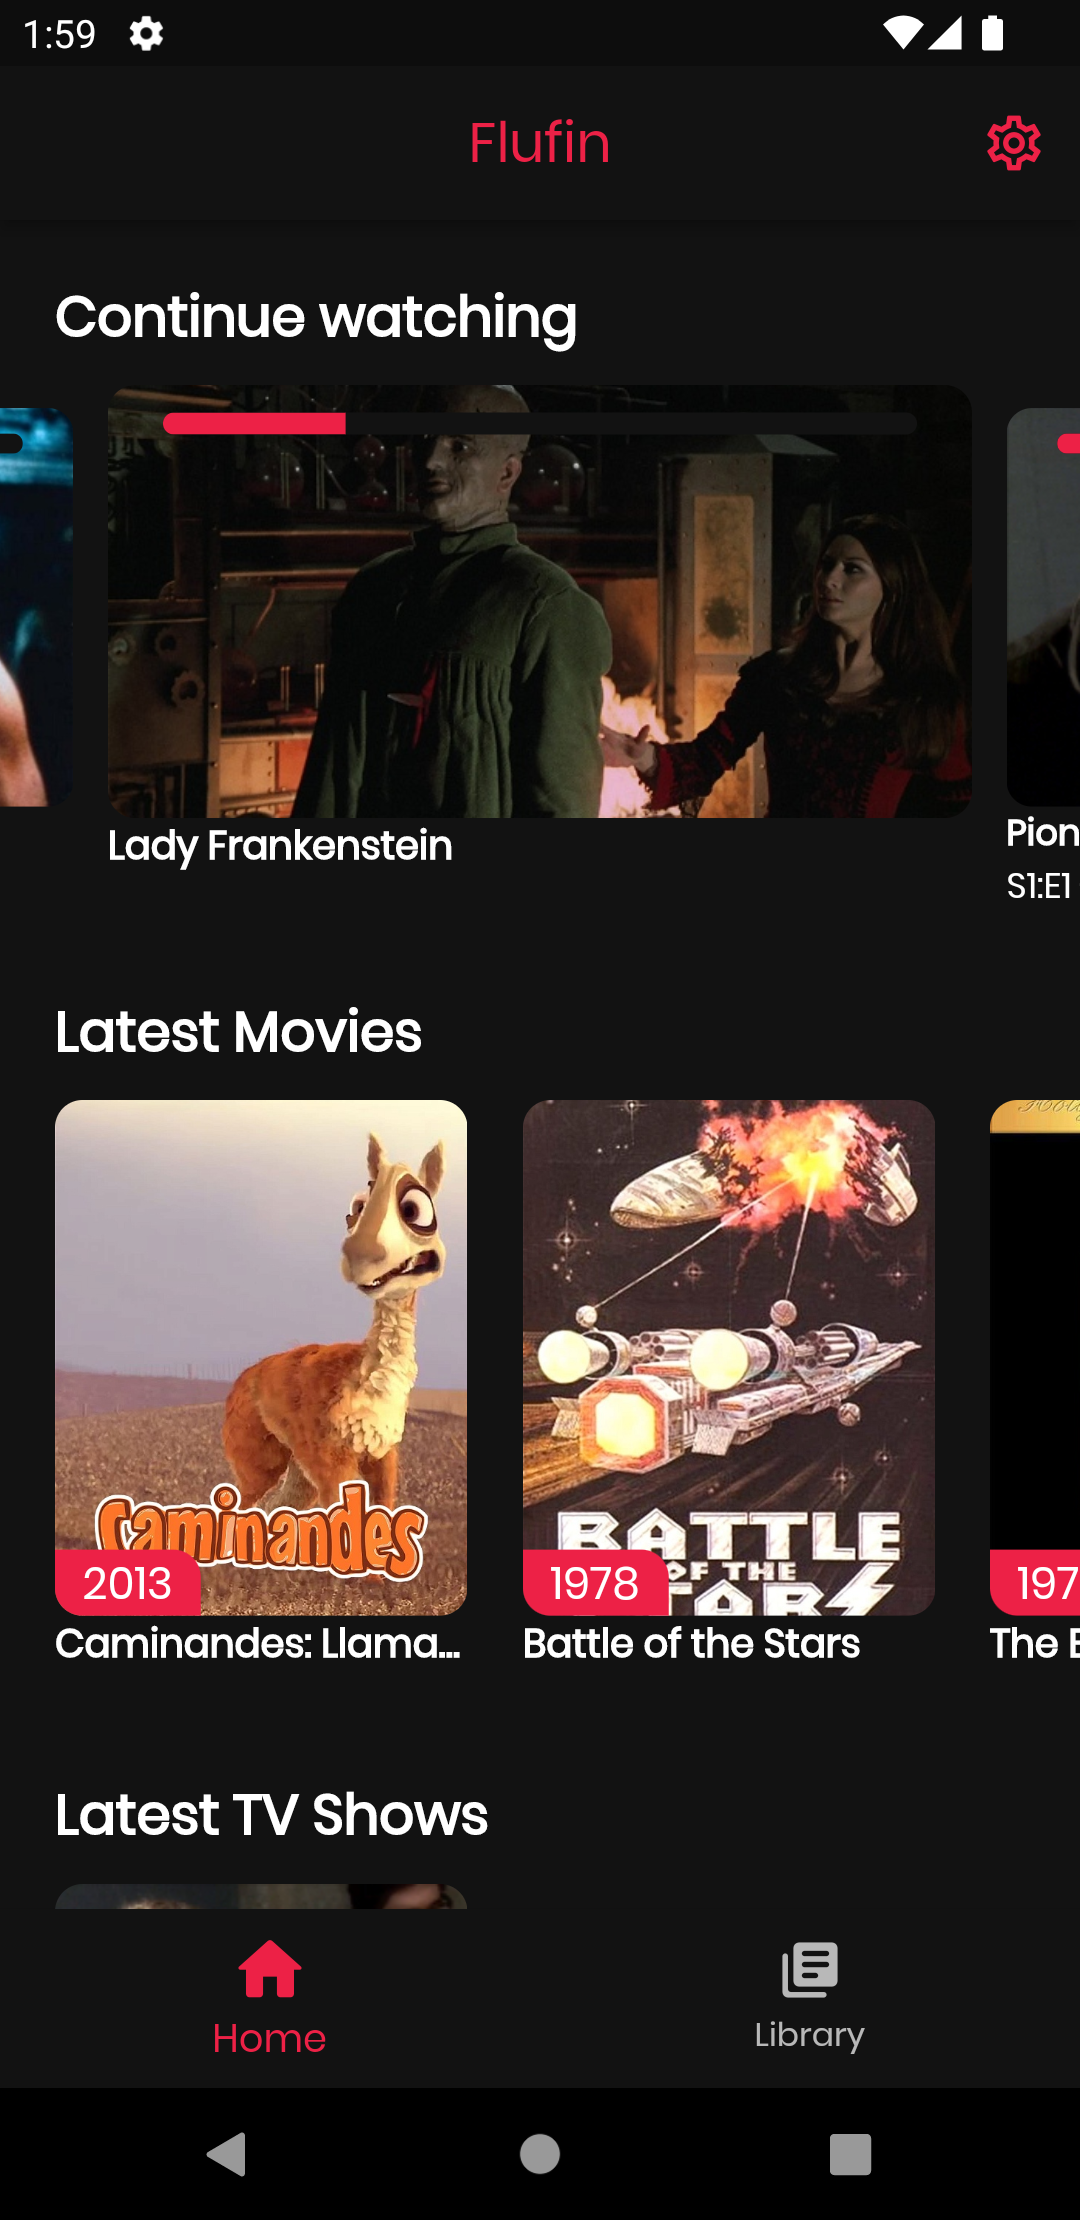 1:59
Flufin
Continue watching
Lady Frankenstein
Pion
S1:E1
Latest Movies
Caminandes
2013
Caminandes: Llama...
BATTLE
OF THE
1978
Battle of the Stars
197
The
Latest TV Shows
Home
Library